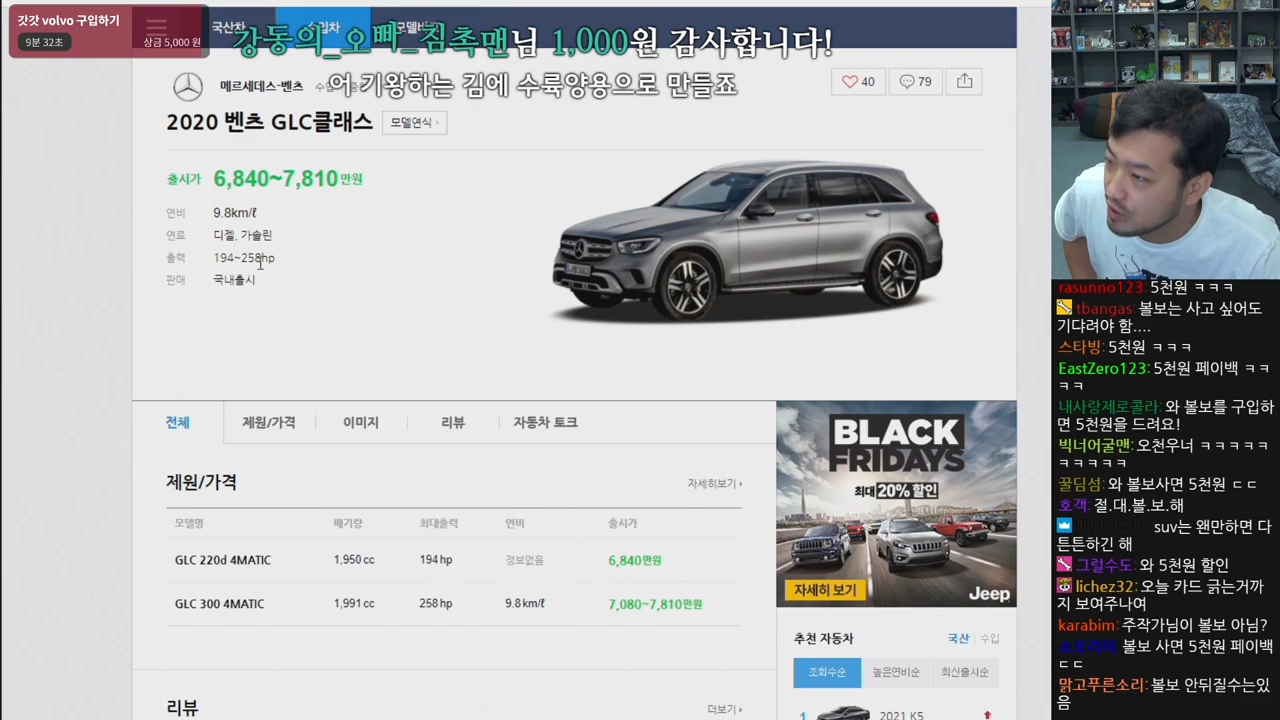 갓갓 volvo 구입하기
9분 32초
상금 5,000 원
국산차
강동의_오빠_짐촉맨님 1,000원 감사합니다!
어 기왕하는 김에 수륙양용으로 만들죠
메르세데스-벤츠
40
79
2020 벤츠 GLC클래스
모델연식
출시가 6,840~7,810만원
연비 9.8km/ℓ
연료 디젤, 가솔린
출력 194~258hp
판매 국내출시
전체 제원/가격 이미지 리뷰 자동차 토크
제원/가격
자세히보기
모델명 배기량 최대출력 연비 출시가
GLC 220d 4MATIC 1,950 cc 194 hp 정보없음 6,840만원
GLC 300 4MATIC 1,991 cc 258 hp 9.8km/ℓ 7,080~7,810만원
리뷰
더보기
BLACK
FRIDAYS
최대 20% 할인
자세히 보기
Jeep
추천 자동차 국산 수입
조회수순 높은연비순 최신출시순
1 2021 K5
rasunno123: 5천원 ㅋㅋㅋ
tbangas: 볼보는 사고 싶어도
기댜려야 함....
스타빙: 5천원 ㅋㅋㅋ
EastZero123: 5천원 페이백 ㅋㅋ
ㅋㅋ
내사랑제로콜라: 와 볼보를 구입하
면 5천원을 드려요!
빅너어굴맨: 오천우너 ㅋㅋㅋㅋㅋ
ㅋㅋㅋㅋㅋㅋ
꿀딤섬: 와 볼보사면 5천원 ㄷㄷ
호객: 절.대.볼.보.해
suv는 왠만하면 다
튼튼하긴 해
그럴수도: 와 5천원 할인
lichez32: 오늘 카드 긁는거까
지 보여주나여
karabim: 주작가님이 볼보 아님?
볼보 사면 5천원 페이백
ㄷㄷ
맑고푸른소리: 볼보 안뒤질수는있
음